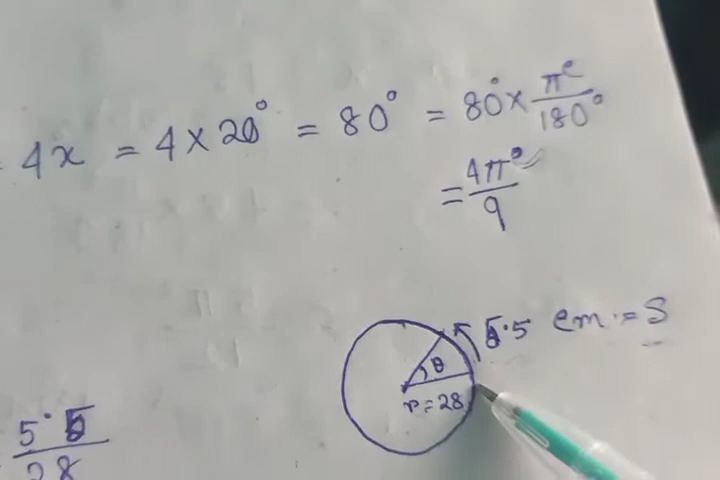 4x = 4 × 20° = 80° = 80° × π^c/180°
= 4π^c/9
5.5 cm. = S
θ
r = 28
5.5/28